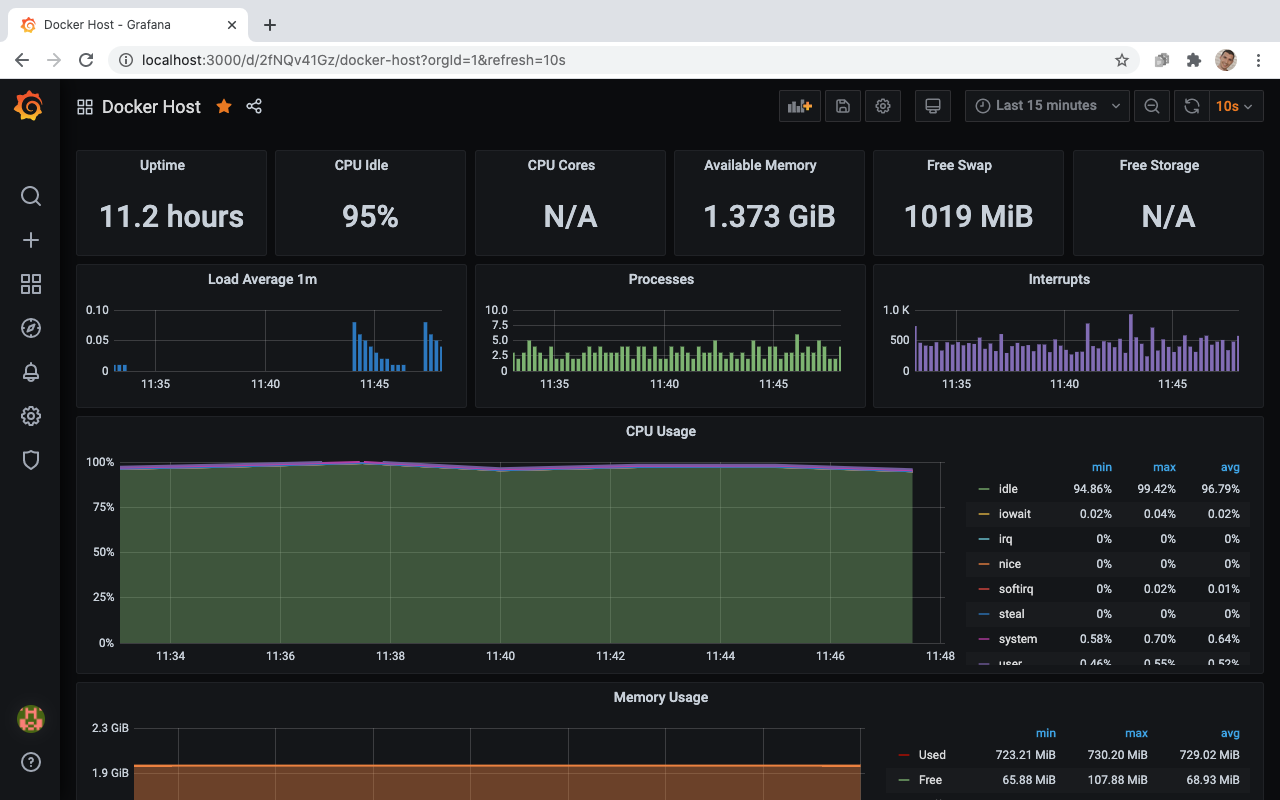 Docker Host - Grafana
localhost:3000/d/2fNQv41Gz/docker-host?orgId=1&refresh=10s
Docker Host
Last 15 minutes
10s
Uptime
CPU Idle
CPU Cores
Available Memory
Free Swap
Free Storage
11.2 hours
95%
N/A
1.373 GiB
1019 MiB
N/A
Load Average 1m
0.10
0.05
0
11:35 11:40 11:45
Processes
10.0
7.5
5.0
2.5
0
11:35 11:40 11:45
Interrupts
1.0 K
500
0
11:35 11:40 11:45
CPU Usage
100%
75%
50%
25%
0%
11:34 11:36 11:38 11:40 11:42 11:44 11:46 11:48
min max avg
idle 94.86% 99.42% 96.79%
iowait 0.02% 0.04% 0.02%
irq 0% 0% 0%
nice 0% 0% 0%
softirq 0% 0.02% 0.01%
steal 0% 0% 0%
system 0.58% 0.70% 0.64%
user 0.46% 0.55% 0.52%
Memory Usage
2.3 GiB
1.9 GiB
min max avg
Used 723.21 MiB 730.20 MiB 729.02 MiB
Free 65.88 MiB 107.88 MiB 68.93 MiB